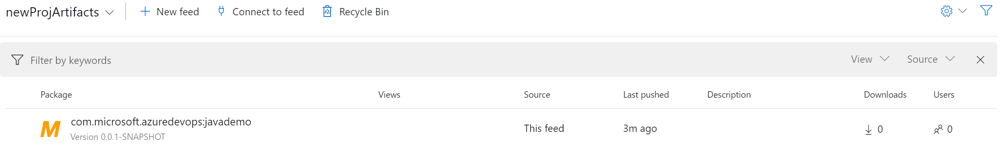 newProjArtifacts New feed Connect to feed Recycle Bin
Filter by keywords View Source
Package Views Source Last pushed Description Downloads Users
M com.microsoft.azuredevops:javademo This feed 3m ago 0 0
Version 0.0.1-SNAPSHOT